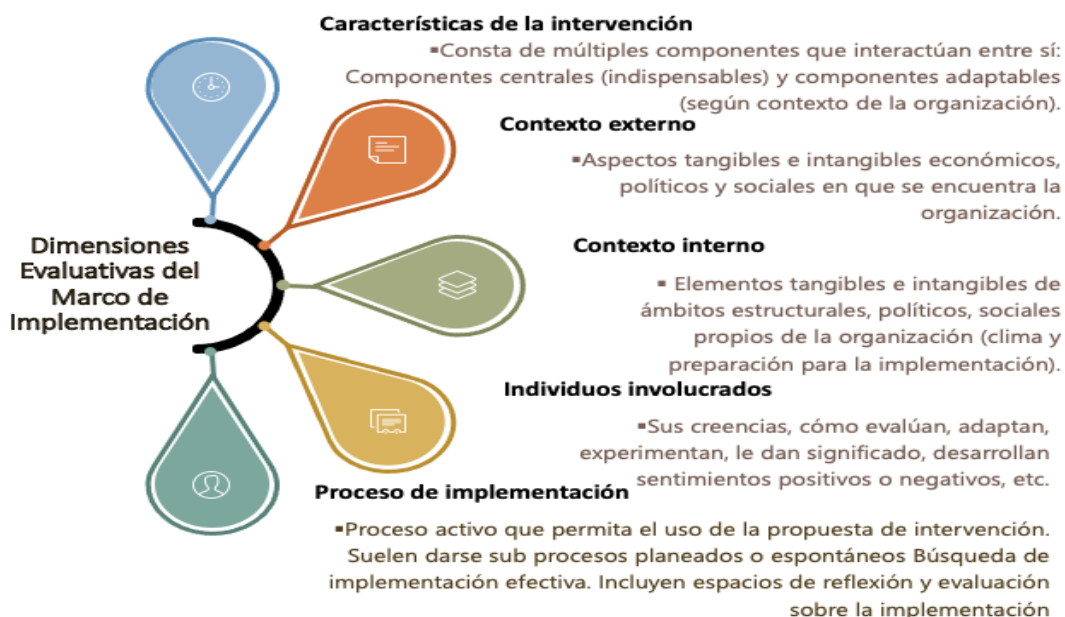 Características de la intervención
▪Consta de múltiples componentes que interactúan entre sí:
Componentes centrales (indispensables) y componentes adaptables
(según contexto de la organización).
Contexto externo
▪Aspectos tangibles e intangibles económicos,
políticos y sociales en que se encuentra la
organización.
Dimensiones
Evaluativas del
Marco de
Implementación
Contexto interno
▪ Elementos tangibles e intangibles de
ámbitos estructurales, políticos, sociales
propios de la organización (clima y
preparación para la implementación).
Individuos involucrados
▪Sus creencias, cómo evalúan, adaptan,
experimentan, le dan significado, desarrollan
sentimientos positivos o negativos, etc.
Proceso de implementación
▪Proceso activo que permita el uso de la propuesta de intervención.
Suelen darse sub procesos planeados o espontáneos Búsqueda de
implementación efectiva. Incluyen espacios de reflexión y evaluación
sobre la implementación